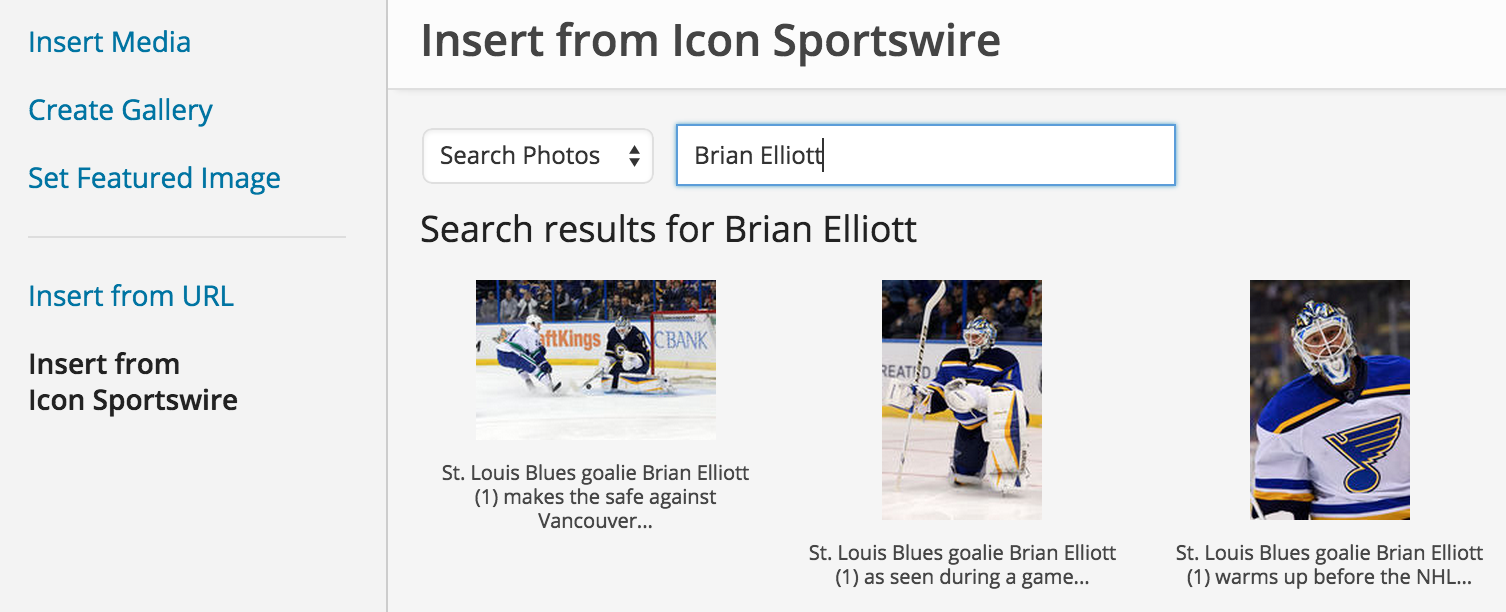 Insert Media
Create Gallery
Set Featured Image
Insert from URL
Insert from
Icon Sportswire
Insert from Icon Sportswire
Search Photos
Brian Elliott
Search results for Brian Elliott
aftKings
NCBANK
REATED
St. Louis Blues goalie Brian Elliott
(1) makes the safe against
Vancouver...
St. Louis Blues goalie Brian Elliott
(1) as seen during a game...
St. Louis Blues goalie Brian Elliott
(1) warms up before the NHL...